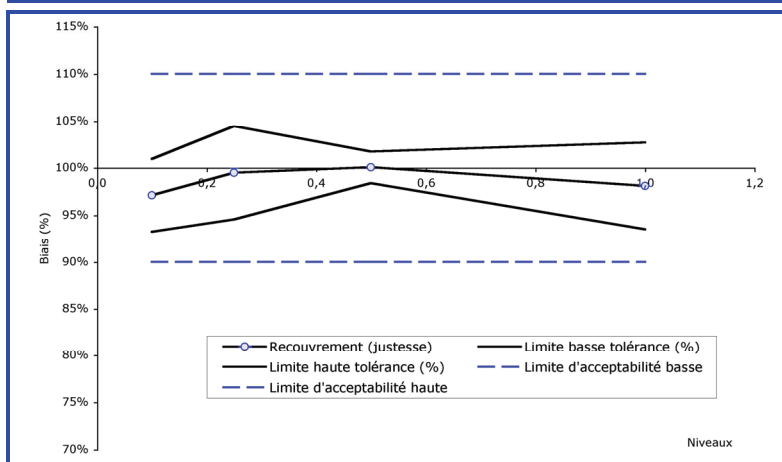 115%
110%
105%
100%
0,0 0,2 0,4 0,6 0,8 1,0 1,2
95%
90%
85%
80%
75%
70%
Biais (%)
Recouvrement (justesse) Limite basse tolérance (%)
Limite haute tolérance (%) Limite d'acceptabilité basse
Limite d'acceptabilité haute
Niveaux